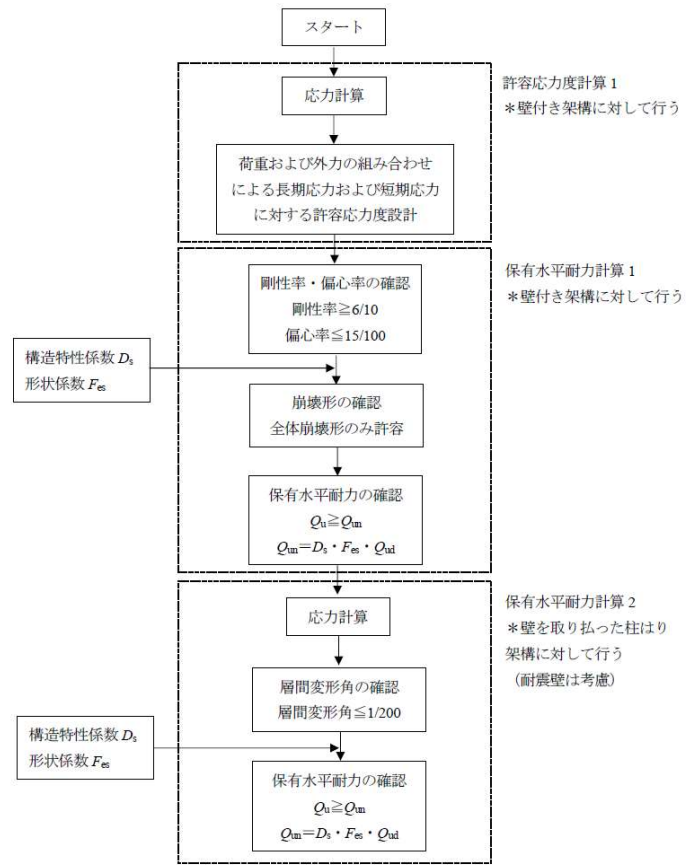 スタート
許容応力度計算 1
＊壁付き架構に対して行う
応力計算
荷重および外力の組み合わせ
による長期応力および短期応力
に対する許容応力度設計
保有水平耐力計算 1
＊壁付き架構に対して行う
剛性率・偏心率の確認
剛性率≧6/10
偏心率≦15/100
構造特性係数 Ds
形状係数 Fes
崩壊形の確認
全体崩壊形のみ許容
保有水平耐力の確認
Qu≧Qun
Qun＝Ds・Fes・Qud
保有水平耐力計算 2
＊壁を取り払った柱はり
架構に対して行う
（耐震壁は考慮）
応力計算
層間変形角の確認
層間変形角≦1/200
構造特性係数 Ds
形状係数 Fes
保有水平耐力の確認
Qu≧Qun
Qun＝Ds・Fes・Qud